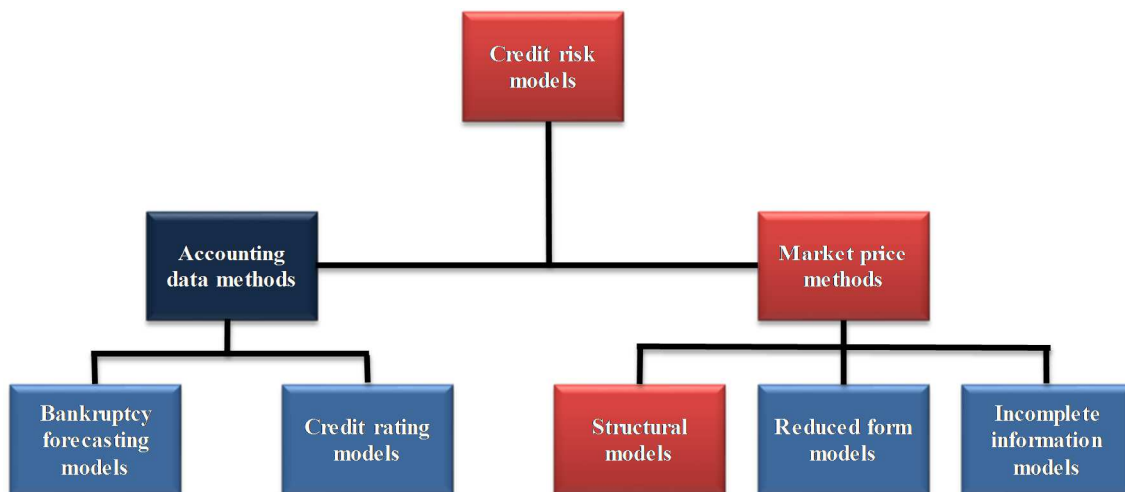 Credit risk
models
Accounting
data methods
Market price
methods
Bankruptcy
forecasting
models
Credit rating
models
Structural
models
Reduced form
models
Incomplete
information
models